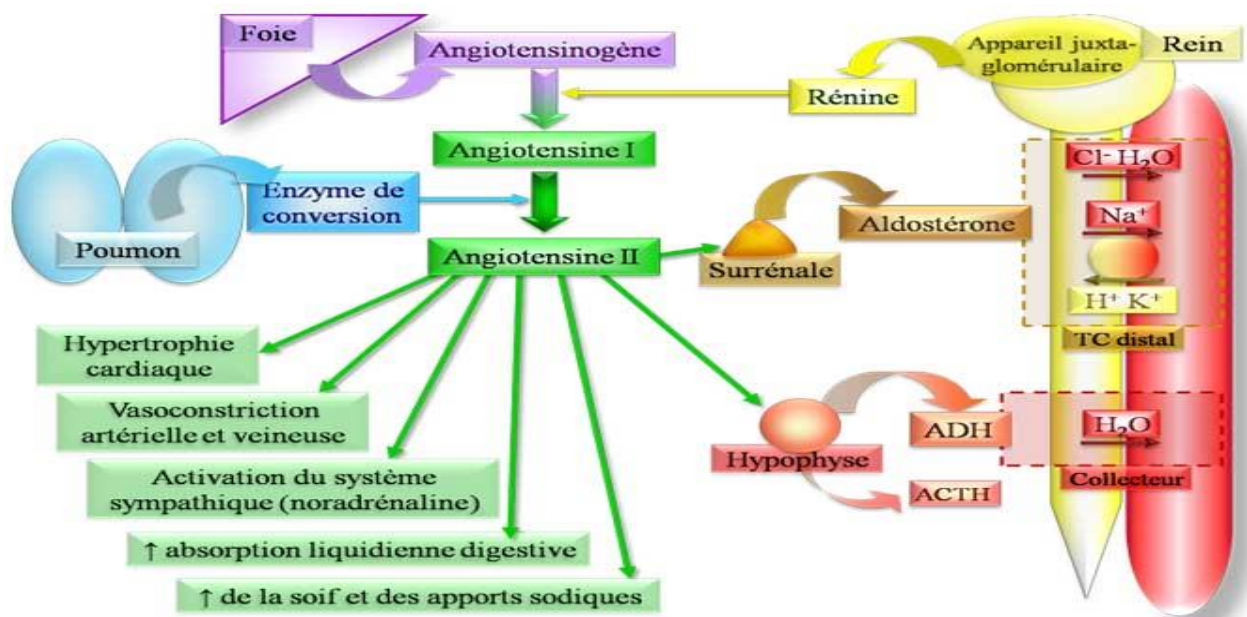 Foie
Angiotensinogène
Appareil juxta-
glomérulaire
Rein
Rénine
Angiotensine I
Cl⁻ H₂O
Enzyme de
conversion
Na⁺
Aldostérone
Poumon
Angiotensine II
Surrénale
H⁺ K⁺
TC distal
Hypertrophie
cardiaque
Vasoconstriction
artérielle et veineuse
ADH
H₂O
Hypophyse
Activation du système
sympathique (noradrénaline)
Collecteur
ACTH
↑ absorption liquidienne digestive
↑ de la soif et des apports sodiques